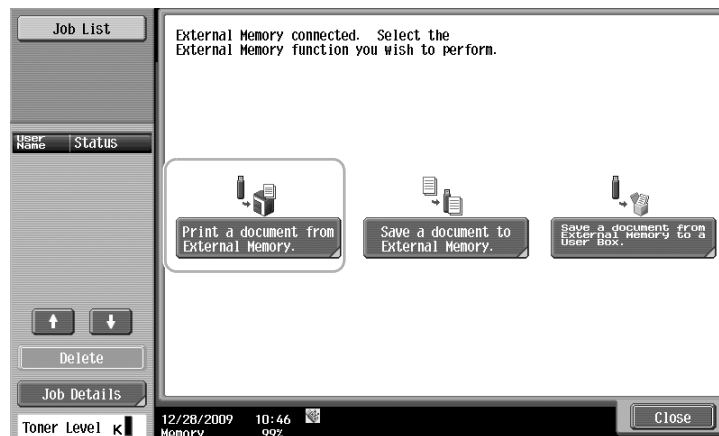 Job List
External Memory connected. Select the
External Memory function you wish to perform.
User Name Status
Print a document from
External Memory.
Save a document to
External Memory.
Save a document from
External Memory to a
User Box.
Delete
Job Details
Toner Level K
12/28/2009 10:46
Memory 99%
Close